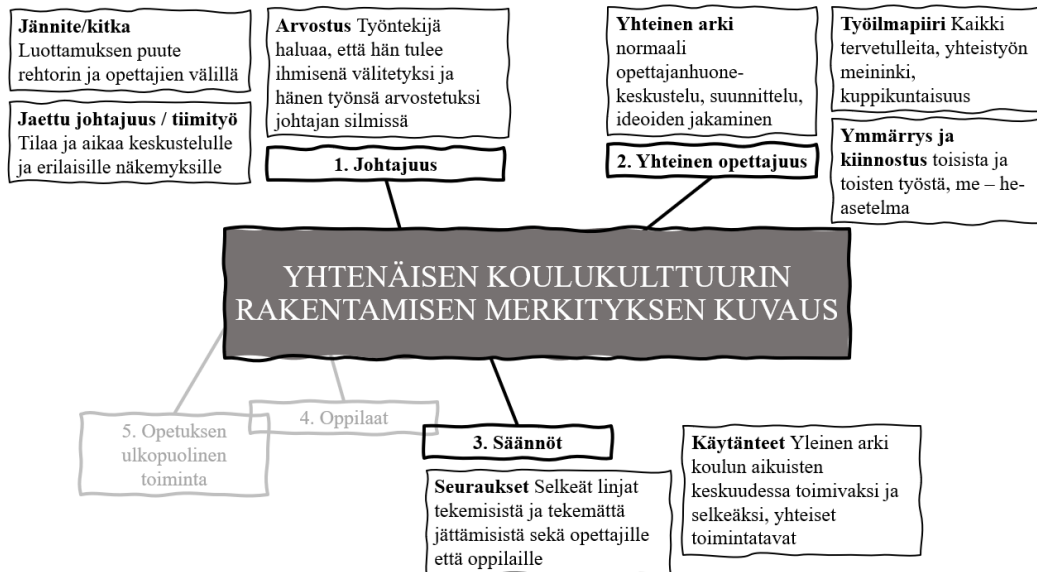 Jännite/kitka
Luottamuksen puute
rehtorin ja opettajien välillä
Jaettu johtajuus / tiimityö
Tilaa ja aikaa keskustelulle
ja erilaisille näkemyksille
Arvostus Työntekijä
haluaa, että hän tulee
ihmisenä välitetyksi ja
hänen työnsä arvostetuksi
johtajan silmissä
1. Johtajuus
Yhteinen arki
normaali
opettajanhuone-
keskustelu, suunnittelu,
ideoiden jakaminen
2. Yhteinen opettajuus
Työilmapiiri Kaikki
tervetulleita, yhteistyön
meininki,
kuppikuntaisuus
Ymmärrys ja
kiinnostus toisista ja
toisten työstä, me – he-
asetelma
YHTENÄISEN KOULUKULTTUURIN
RAKENTAMISEN MERKITYKSEN KUVAUS
5. Opetuksen
ulkopuolinen
toiminta
4. Oppilaat
3. Säännöt
Seuraukset Selkeät linjat
tekemisistä ja tekemättä
jättämisistä sekä opettajille
että oppilaille
Käytänteet Yleinen arki
koulun aikuisten
keskuudessa toimivaksi ja
selkeäksi, yhteiset
toimintatavat